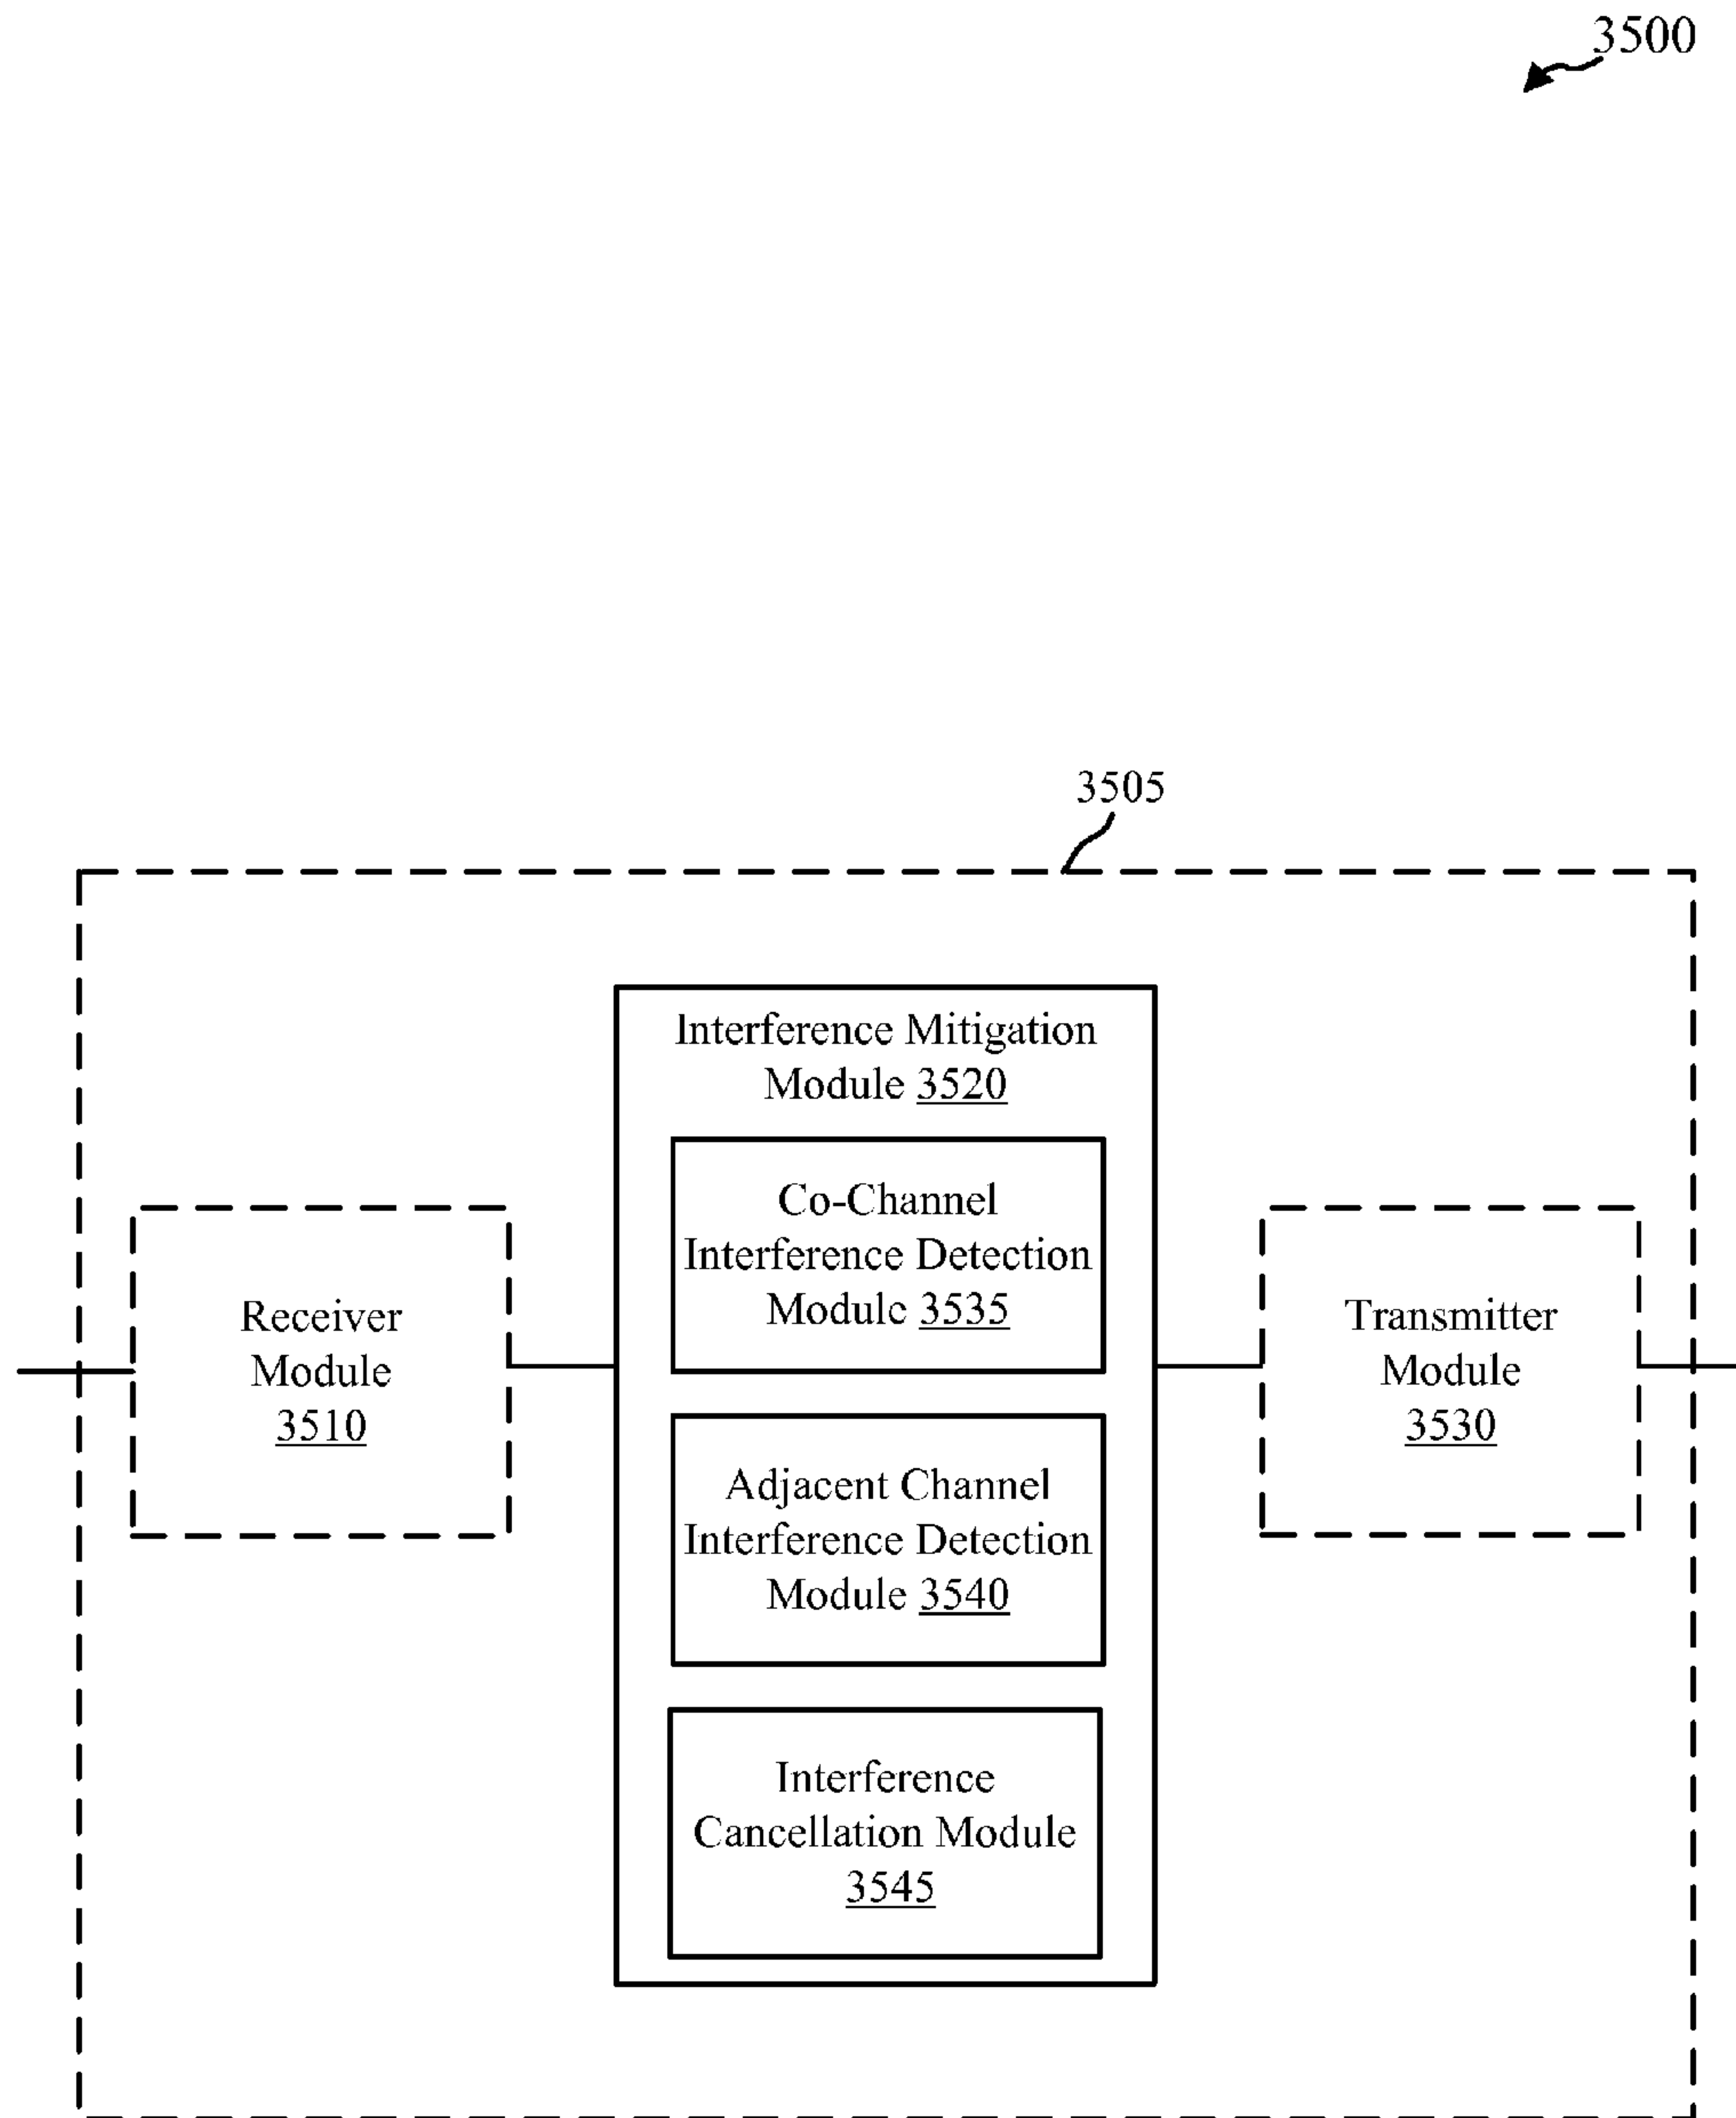 3500
3505
Interference Mitigation
Module 3520
Co-Channel
Interference Detection
Module 3535
Receiver
Module
3510
Transmitter
Module
3530
Adjacent Channel
Interference Detection
Module 3540
Interference
Cancellation Module
3545